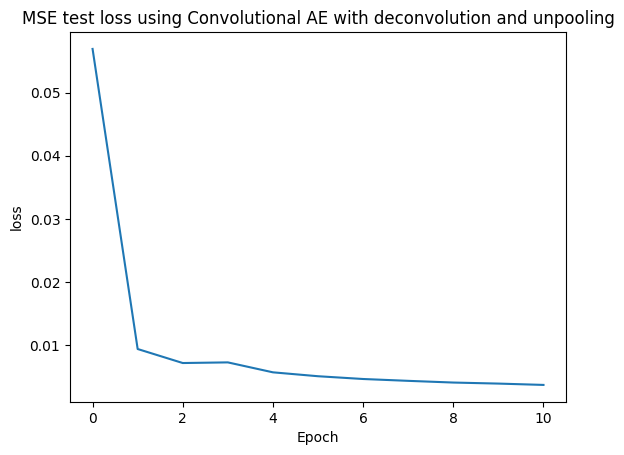 MSE test loss using Convolutional AE with deconvolution and unpooling
0.05
0.04
0.03
0.02
0.01
loss
0 2 4 6 8 10
Epoch